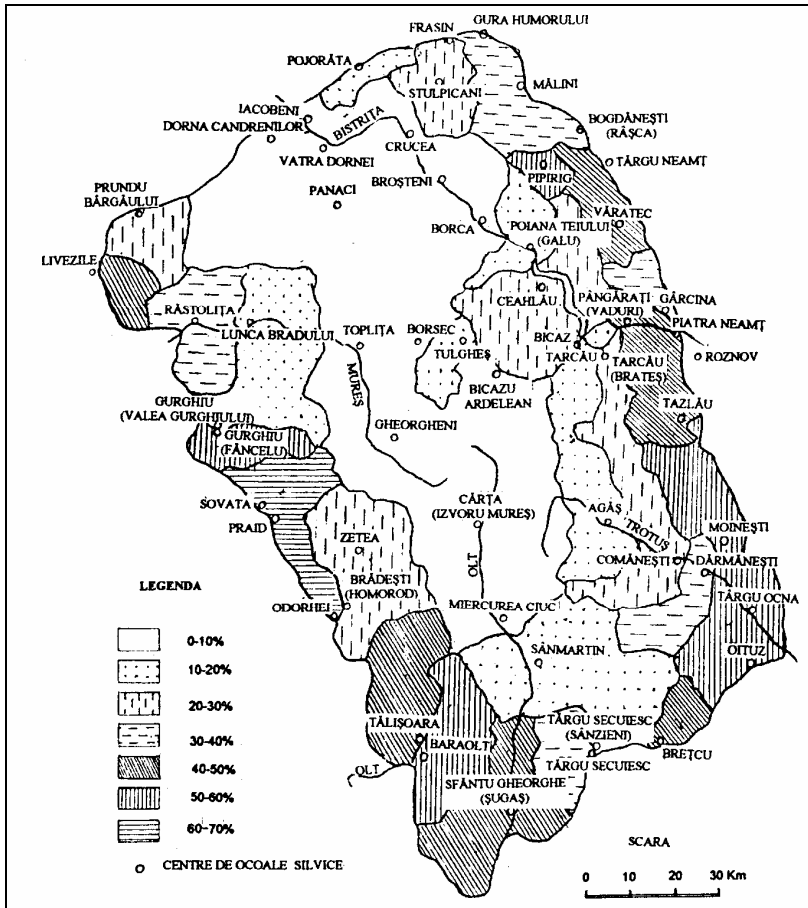 GURA HUMORULUI
FRASIN
POJORÂTA
STULPICANI
MĂLINI
IACOBENI
DORNA CANDRENILOR
BISTRIȚA
BOGDĂNEȘTI
(RÂȘCA)
CRUCEA
VATRA DORNEI
TÂRGU NEAMȚ
PIPIRIG
BROȘTENI
PANACI
PRUNDU
BÂRGĂULUI
VĂRATEC
BORCA
POIANA TEIULUI
(GALU)
LIVEZILE
CEAHLĂU
PÂNGĂRAȚI
(VADURI)
GÂRCINA
RĂSTOLIȚA
LUNCA BRADULUI
TOPLIȚA
BORSEC
PIATRA NEAMȚ
BICAZ
TULGHEȘ
TARCĂU
ROZNOV
TARCĂU
(BRATEȘ)
MUREȘ
BICAZU
ARDELEAN
GURGHIU
(VALEA GURGHIULUI)
TAZLĂU
GURGHIU
(FÂNCELU)
GHEORGHENI
SOVATA
PRAID
CÂRȚA
(IZVORU MUREȘ)
AGĂȘ
TROTUȘ
MOINEȘTI
ZETEA
OLT
COMĂNEȘTI
DĂRMĂNEȘTI
LEGENDA
BRĂDEȘTI
(HOMOROD)
ODORHEI
MIERCUREA CIUC
TÂRGU OCNA
0-10%
SÂNMARTIN
OITUZ
10-20%
20-30%
30-40%
TĂLIȘOARA
TÂRGU SECUIESC
(SÂNZIENI)
BARAOLT
BREȚCU
40-50%
OLT
TÂRGU SECUIESC
SFÂNTU GHEORGHE
(ȘUGAȘ)
50-60%
60-70%
SCARA
CENTRE DE OCOALE SILVICE
0 10 20 30 Km